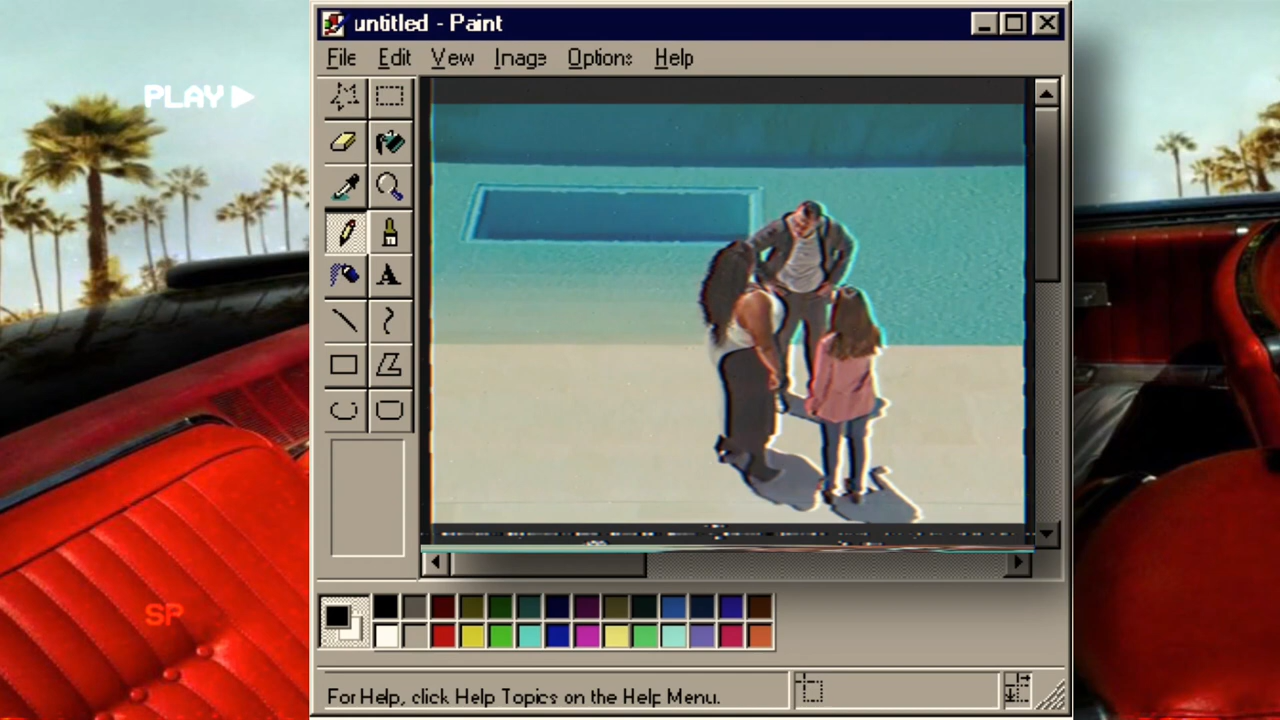 untitled - Paint
File Edit View Image Options Help
PLAY
SP
For Help, click Help Topics on the Help Menu.